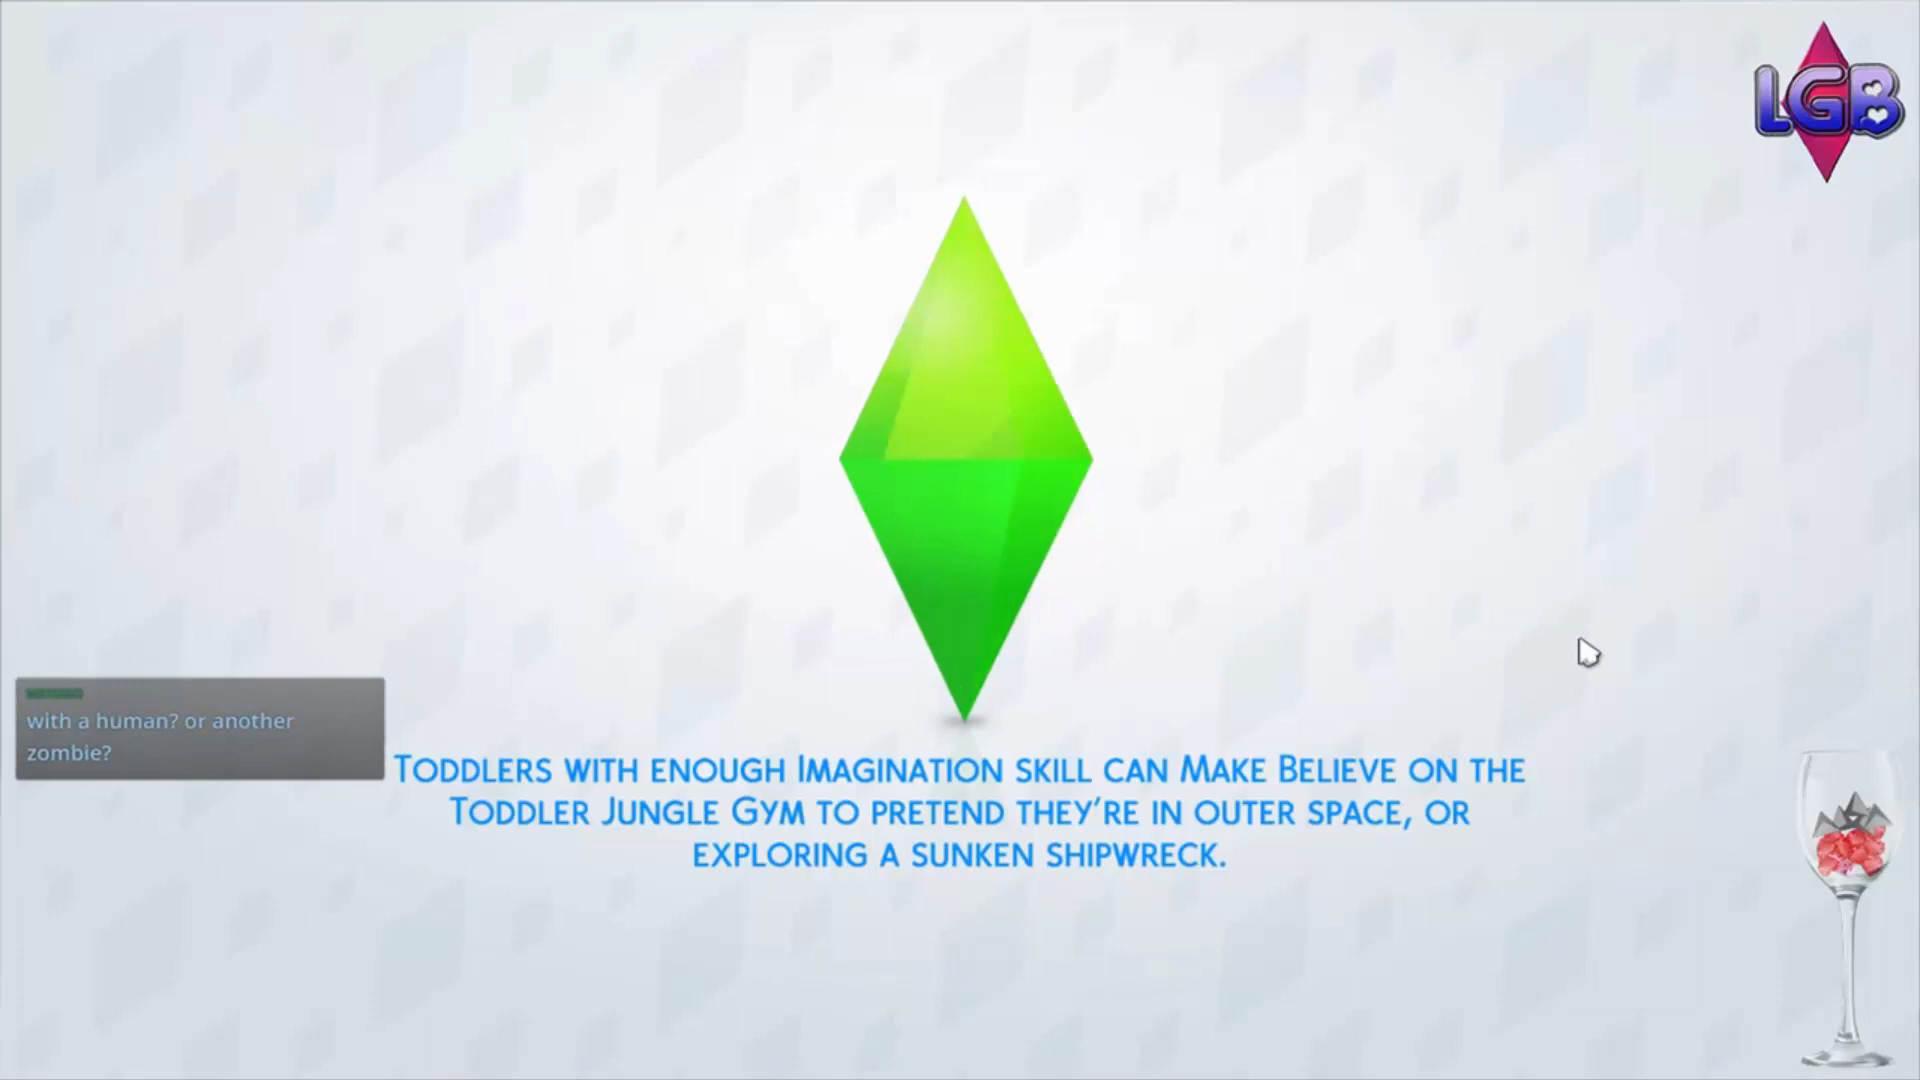 LGB
with a human? or another
zombie?
Toddlers with enough Imagination skill can Make Believe on the
Toddler Jungle Gym to pretend they're in outer space, or
exploring a sunken shipwreck.